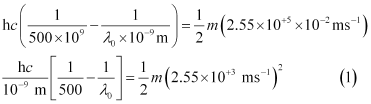 hc(1/(500×10⁹) − 1/(λ₀×10⁻⁹m)) = 1/2 m(2.55×10⁺⁵×10⁻² ms⁻¹)
hc/(10⁻⁹ m)[1/500 − 1/λ₀] = 1/2 m(2.55×10⁺³ ms⁻¹)² (1)